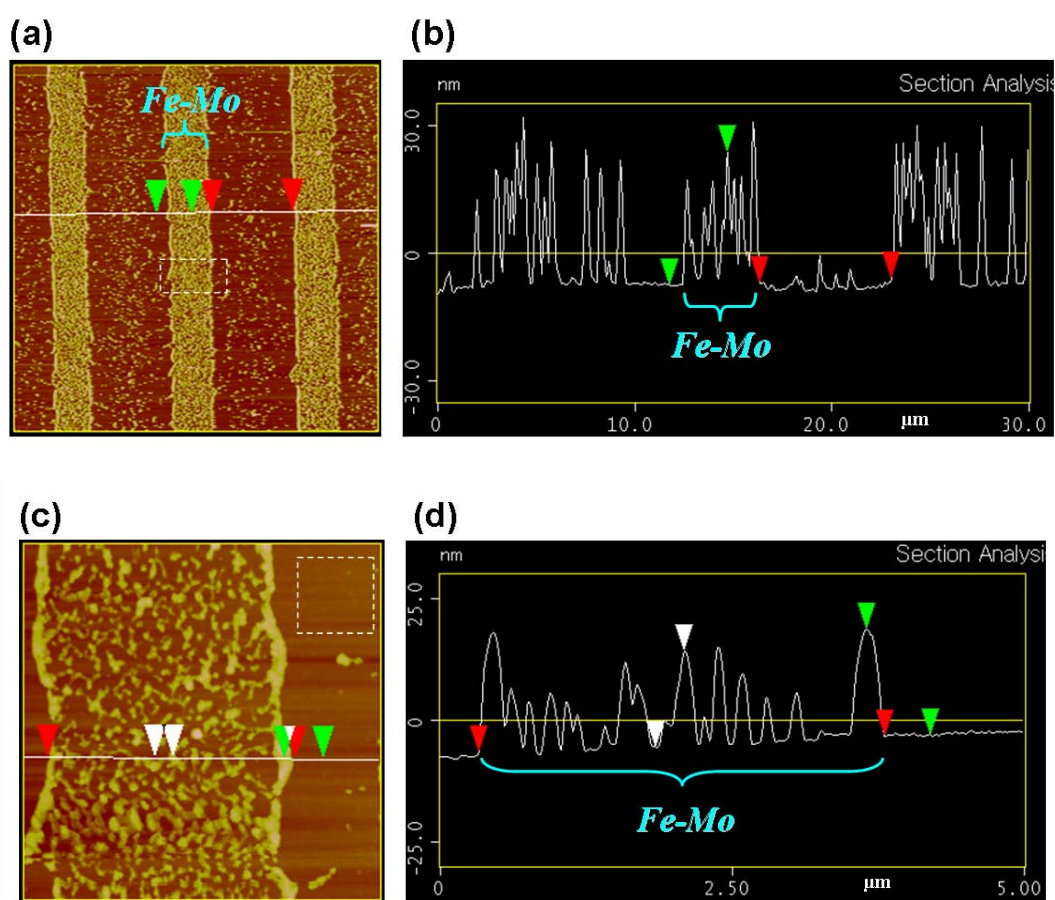 (a)
Fe-Mo
(b)
Section Analysis
nm
30.0
0
-30.0
Fe-Mo
0
10.0
20.0
µm
30.0
(c)
(d)
Section Analysis
nm
25.0
0
-25.0
Fe-Mo
0
2.50
µm
5.00